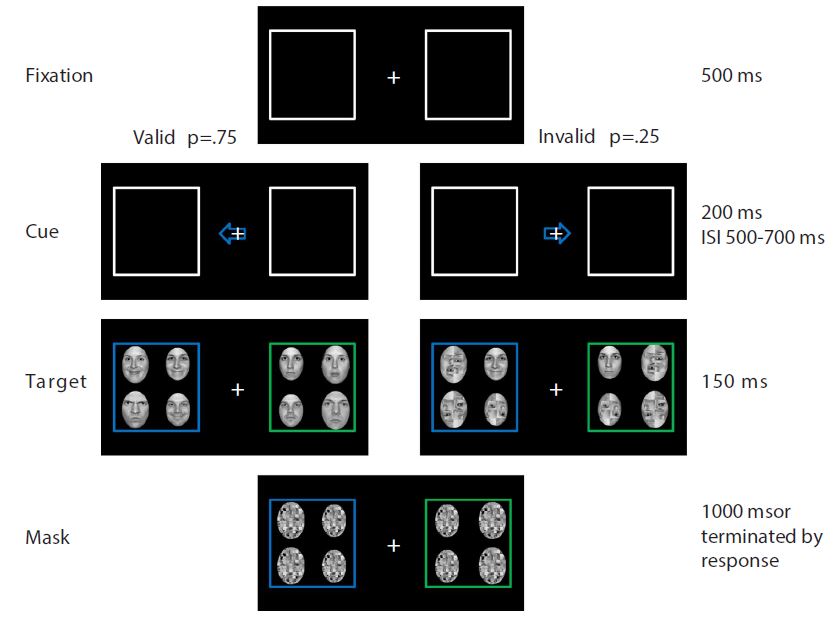 Fixation
500 ms
Valid p=.75
Invalid p=.25
Cue
200 ms
ISI 500-700 ms
Target
150 ms
Mask
1000 msor
terminated by
response